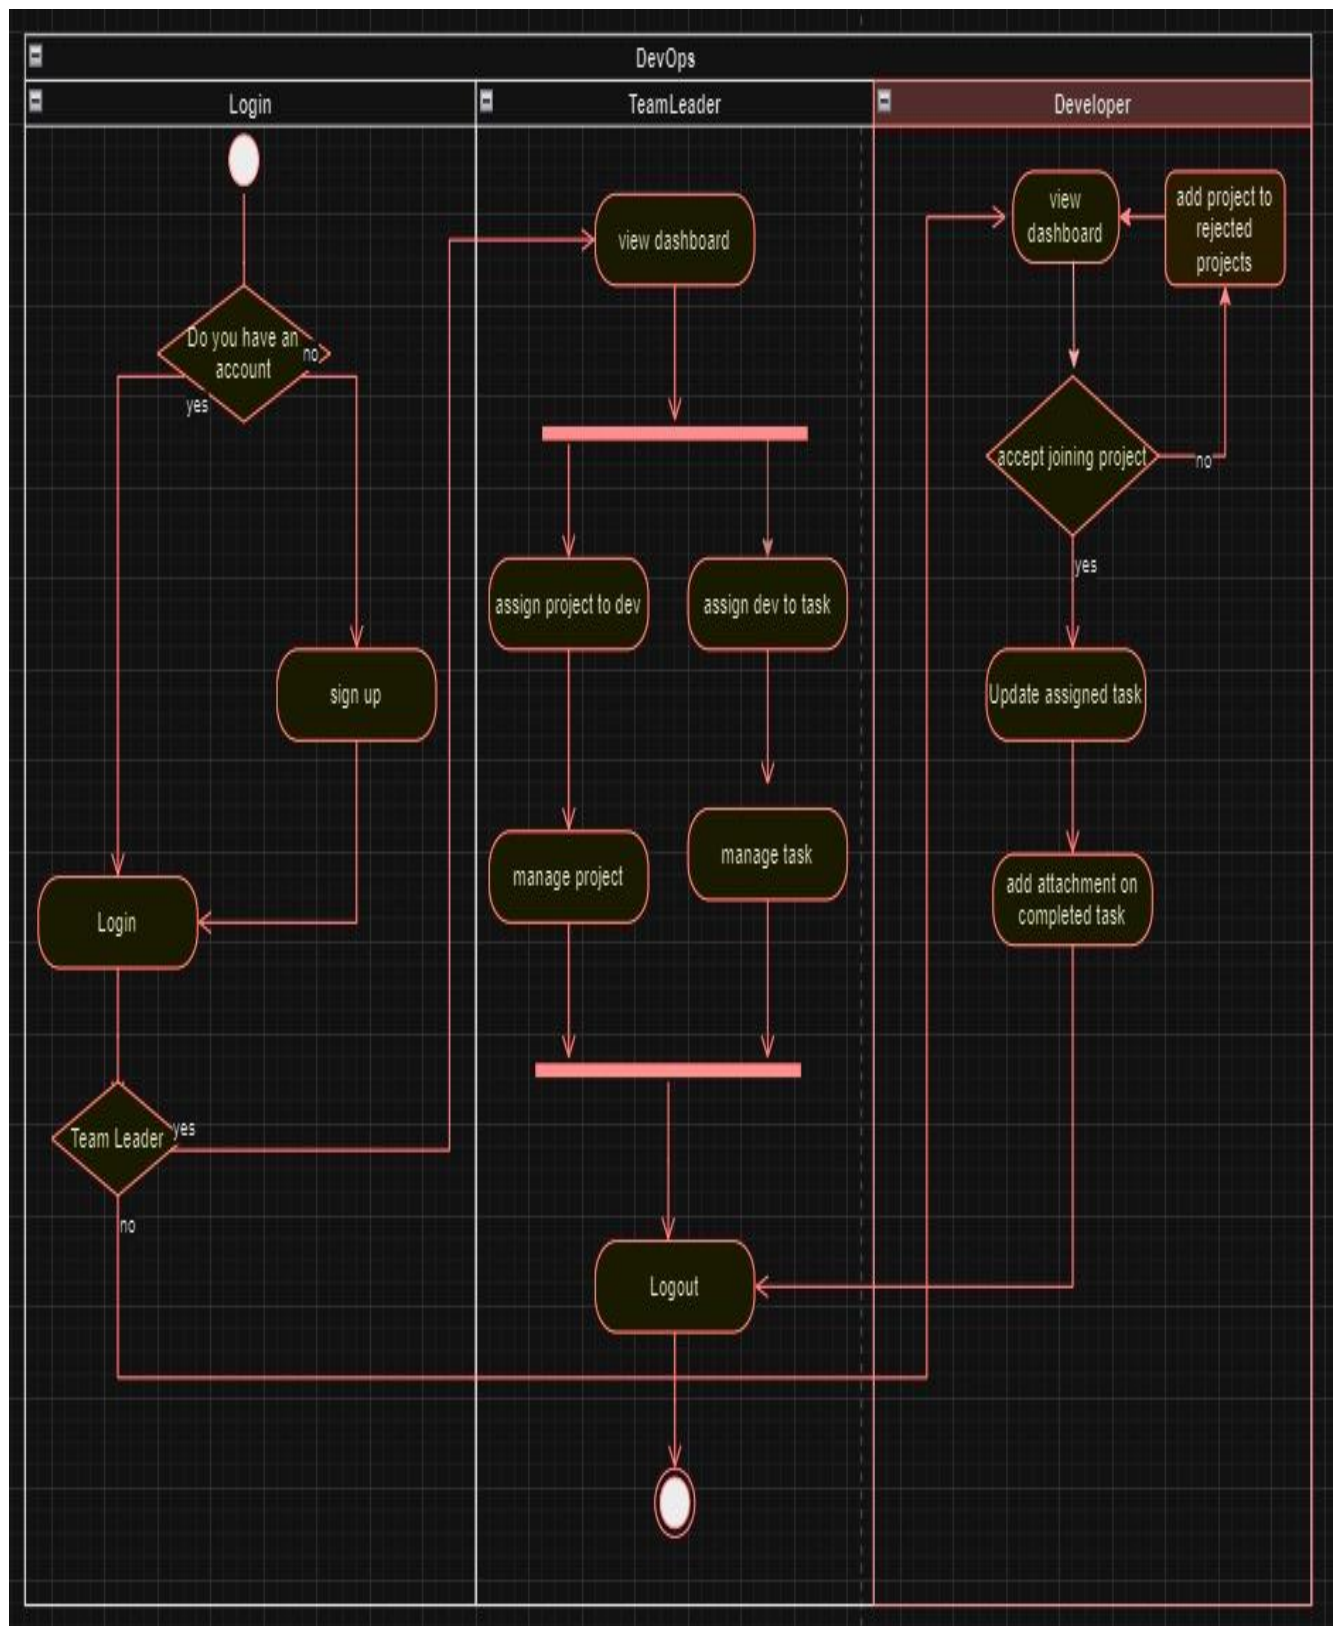 DevOps
Login
TeamLeader
Developer
Do you have an
account
no
yes
sign up
Login
Team Leader
yes
no
view dashboard
assign project to dev
assign dev to task
manage project
manage task
Logout
view
dashboard
add project to
rejected
projects
accept joining project
no
yes
Update assigned task
add attachment on
completed task